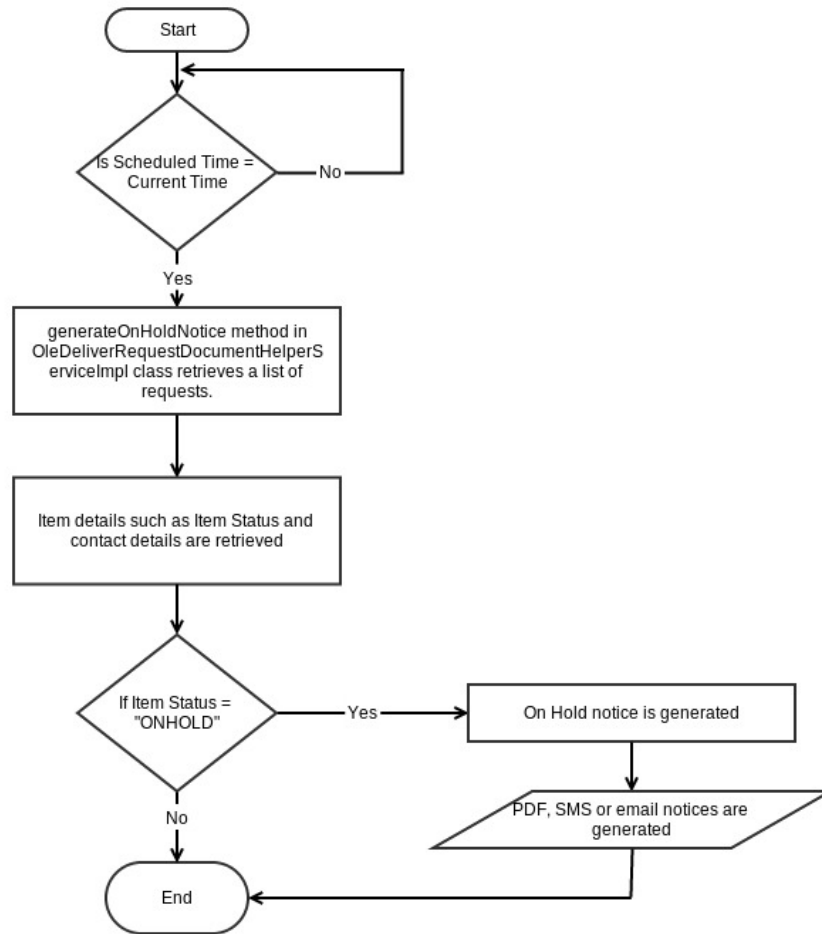 Start
Is Scheduled Time =
Current Time
No
Yes
generateOnHoldNotice method in
OleDeliverRequestDocumentHelperS
erviceImpl class retrieves a list of
requests.
Item details such as Item Status and
contact details are retrieved
If Item Status =
"ONHOLD"
Yes
On Hold notice is generated
PDF, SMS or email notices are
generated
No
End